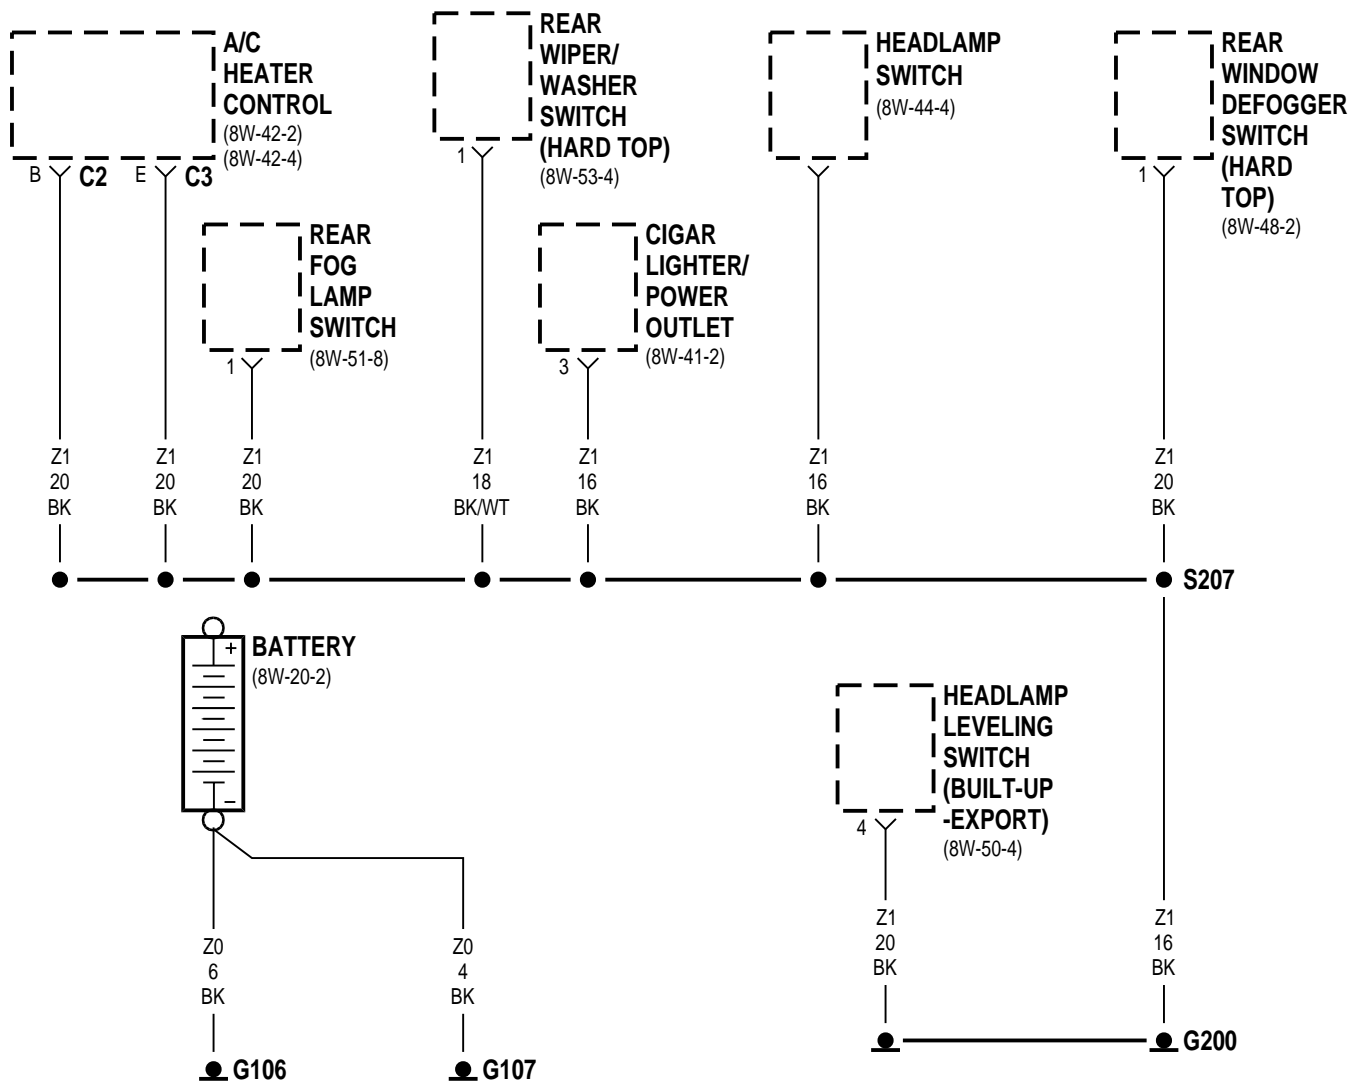 A/C
HEATER
CONTROL
(8W-42-2)
(8W-42-4)
B
C2
E
C3
REAR
WIPER/
WASHER
SWITCH
(HARD TOP)
(8W-53-4)
1
HEADLAMP
SWITCH
(8W-44-4)
REAR
WINDOW
DEFOGGER
SWITCH
(HARD
TOP)
(8W-48-2)
1
REAR
FOG
LAMP
SWITCH
(8W-51-8)
1
CIGAR
LIGHTER/
POWER
OUTLET
(8W-41-2)
3
Z1
20
BK
Z1
20
BK
Z1
20
BK
Z1
18
BK/WT
Z1
16
BK
Z1
16
BK
Z1
20
BK
S207
+
BATTERY
(8W-20-2)
–
HEADLAMP
LEVELING
SWITCH
(BUILT-UP
-EXPORT)
(8W-50-4)
4
Z0
6
BK
Z0
4
BK
Z1
20
BK
Z1
16
BK
G106
G107
G200